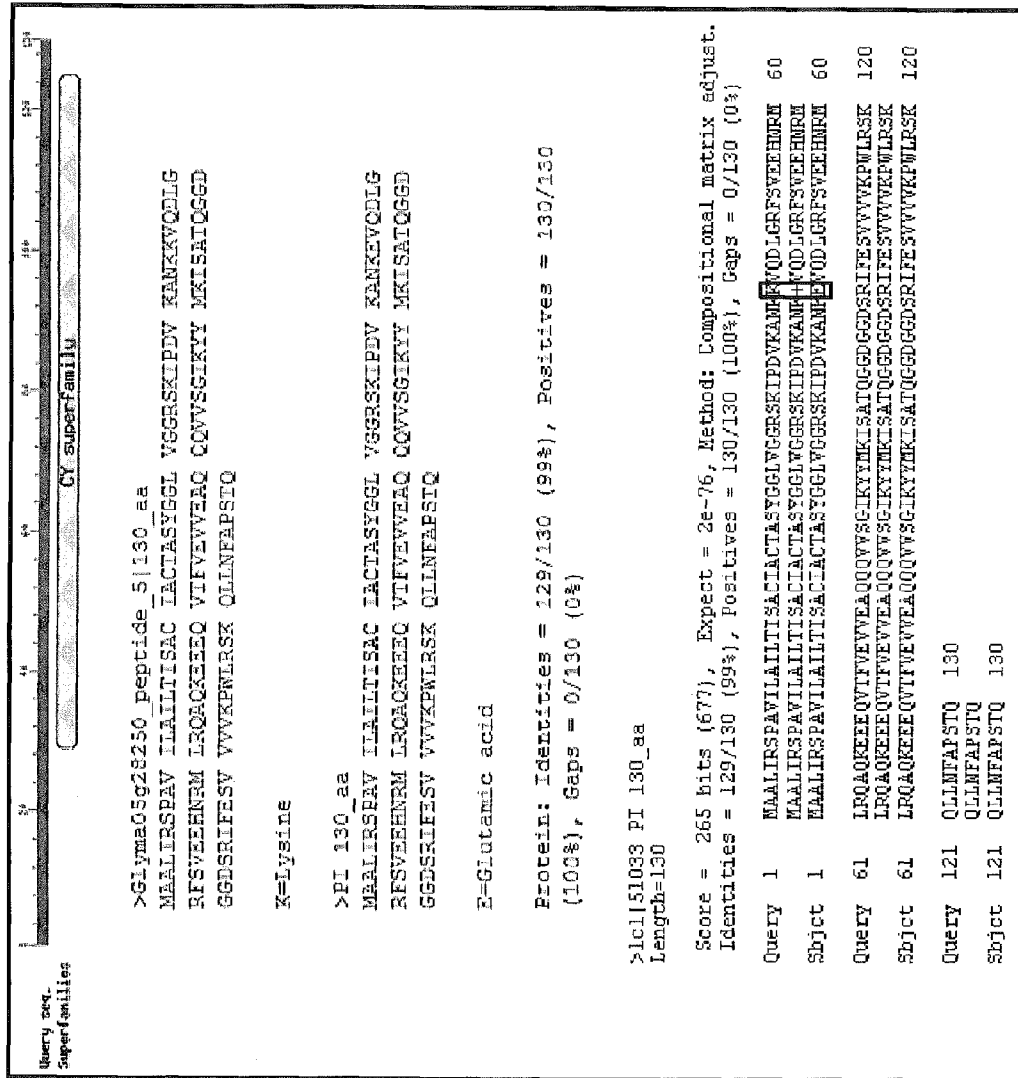 Query seq.
Superfamilies
CY superfamily
>Glyma05g28250_peptide_5|130_aa
MAALIRSPAV ILAILTISAC IACTASYGGL VGGRSKIPDV KANKKVQDLG
RFSVEEHNRM LRQAQKEEEQ VTFVEVVEAQ QQVVSGIKYY MKISATQGGD
GGDSRIFESV VVVKPWLRSK QLLNFAPSTQ
K=Lysine
>PI 130_aa
MAALIRSPAV ILAILTISAC IACTASYGGL VGGRSKIPDV KANKEVQDLG
RFSVEEHNRM LRQAQKEEEQ VTFVEVVEAQ QQVVSGIKYY MKISATQGGD
GGDSRIFESV VVVKPWLRSK QLLNFAPSTQ
E=Glutamic acid
Protein: Identities = 129/130 (99%), Positives = 130/130
(100%), Gaps = 0/130 (0%)
>lcl|51033 PI 130_aa
Length=130
Score = 265 bits (677), Expect = 2e-76, Method: Compositional matrix adjust.
Identities = 129/130 (99%), Positives = 130/130 (100%), Gaps = 0/130 (0%)
Query 1 MAALIRSPAVILAILTISACIACTASYGGLVGGRSKIPDVKANKKVQDLGRFSVEEHNRM 60
MAALIRSPAVILAILTISACIACTASYGGLVGGRSKIPDVKANK+VQDLGRFSVEEHNRM
Sbjct 1 MAALIRSPAVILAILTISACIACTASYGGLVGGRSKIPDVKANKEVQDLGRFSVEEHNRM 60
Query 61 LRQAQKEEEQVTFVEVVEAQQQVVSGIKYYMKISATQGGDGGDSRIFESVVVVKPWLRSK 120
LRQAQKEEEQVTFVEVVEAQQQVVSGIKYYMKISATQGGDGGDSRIFESVVVVKPWLRSK
Sbjct 61 LRQAQKEEEQVTFVEVVEAQQQVVSGIKYYMKISATQGGDGGDSRIFESVVVVKPWLRSK 120
Query 121 QLLNFAPSTQ 130
QLLNFAPSTQ
Sbjct 121 QLLNFAPSTQ 130